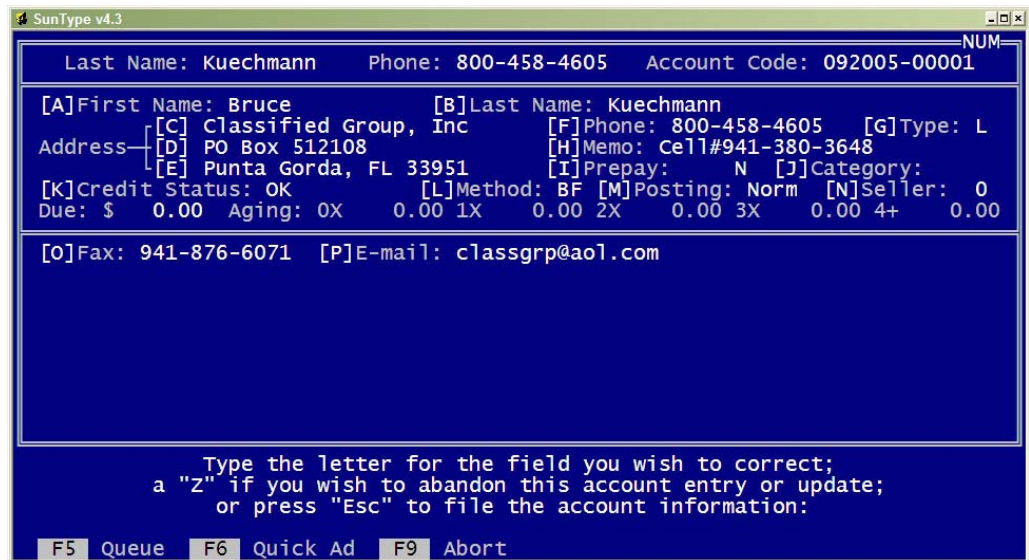 SunType v4.3
NUM
Last Name: Kuechmann Phone: 800-458-4605 Account Code: 092005-00001
[A]First Name: Bruce [B]Last Name: Kuechmann
[C] Classified Group, Inc [F]Phone: 800-458-4605 [G]Type: L
Address [D] PO Box 512108 [H]Memo: Cell#941-380-3648
[E] Punta Gorda, FL 33951 [I]Prepay: N [J]Category:
[K]Credit Status: OK [L]Method: BF [M]Posting: Norm [N]Seller: 0
Due: $ 0.00 Aging: 0X 0.00 1X 0.00 2X 0.00 3X 0.00 4+ 0.00
[O]Fax: 941-876-6071 [P]E-mail: classgrp@aol.com
Type the letter for the field you wish to correct;
a "Z" if you wish to abandon this account entry or update;
or press "Esc" to file the account information:
F5 Queue F6 Quick Ad F9 Abort